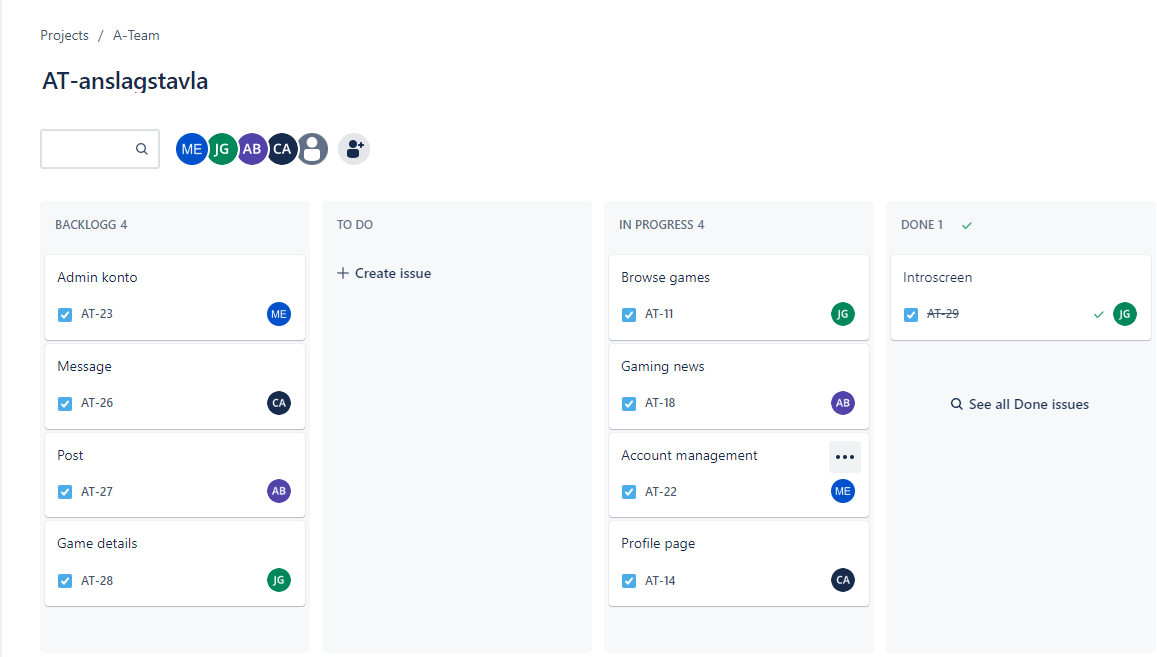 Projects / A-Team
AT-anslagstavla
ME JG AB CA
BACKLOGG 4
Admin konto
AT-23 ME
Message
AT-26 CA
Post
AT-27 AB
Game details
AT-28 JG
TO DO
+ Create issue
IN PROGRESS 4
Browse games
AT-11 JG
Gaming news
AT-18 AB
Account management
AT-22 ME
Profile page
AT-14 CA
DONE 1
Introscreen
AT-29 JG
See all Done issues